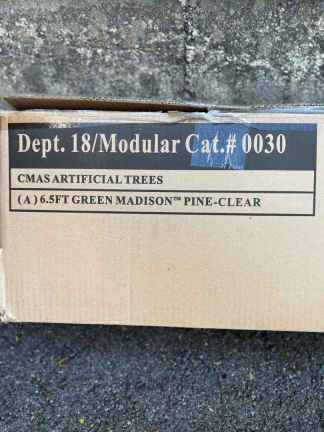 Dept. 18/Modular Cat.# 0030
CMAS ARTIFICIAL TREES
( A ) 6.5FT GREEN MADISON™ PINE-CLEAR